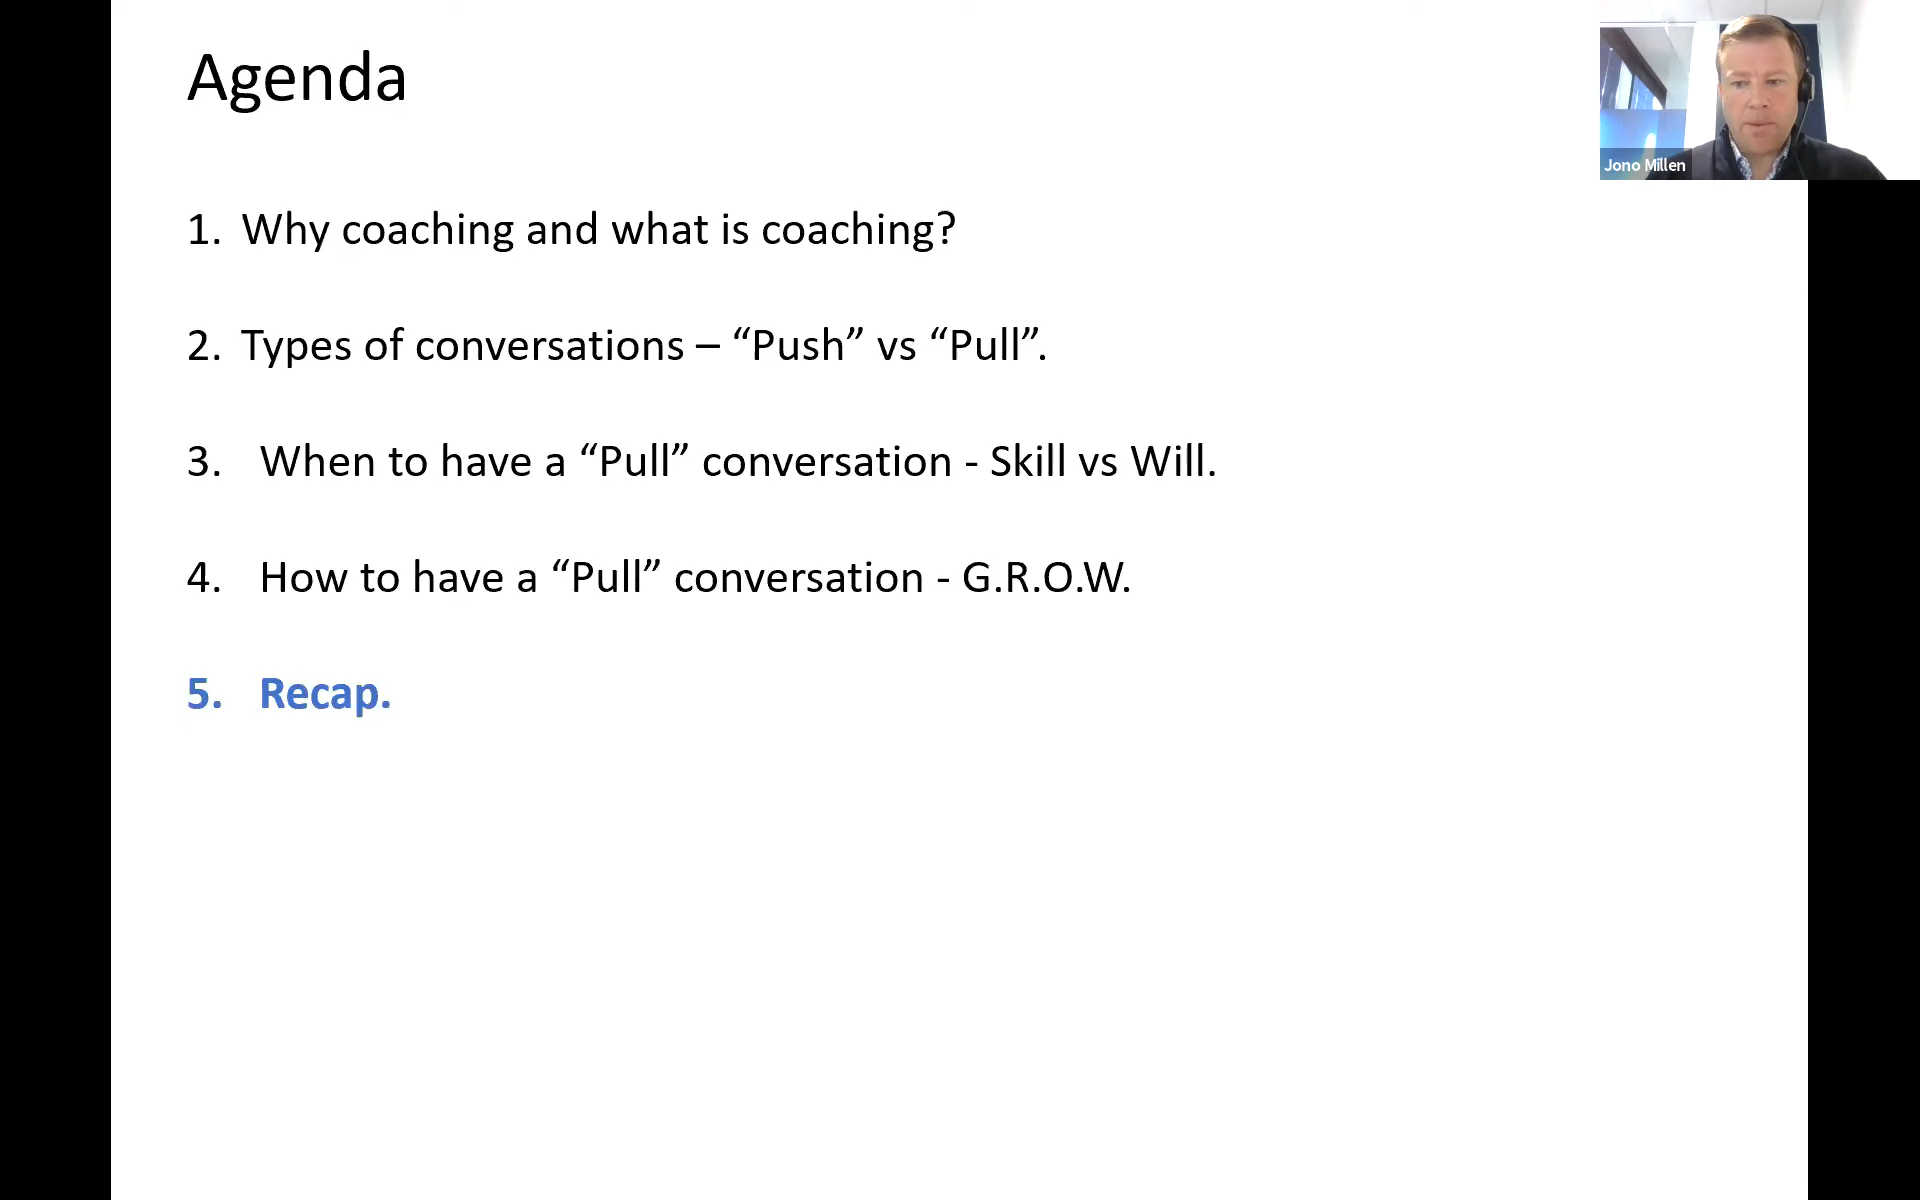 Agenda
Jono Millen
1. Why coaching and what is coaching?
2. Types of conversations – “Push” vs “Pull”.
3. When to have a “Pull” conversation - Skill vs Will.
4. How to have a “Pull” conversation - G.R.O.W.
5. Recap.